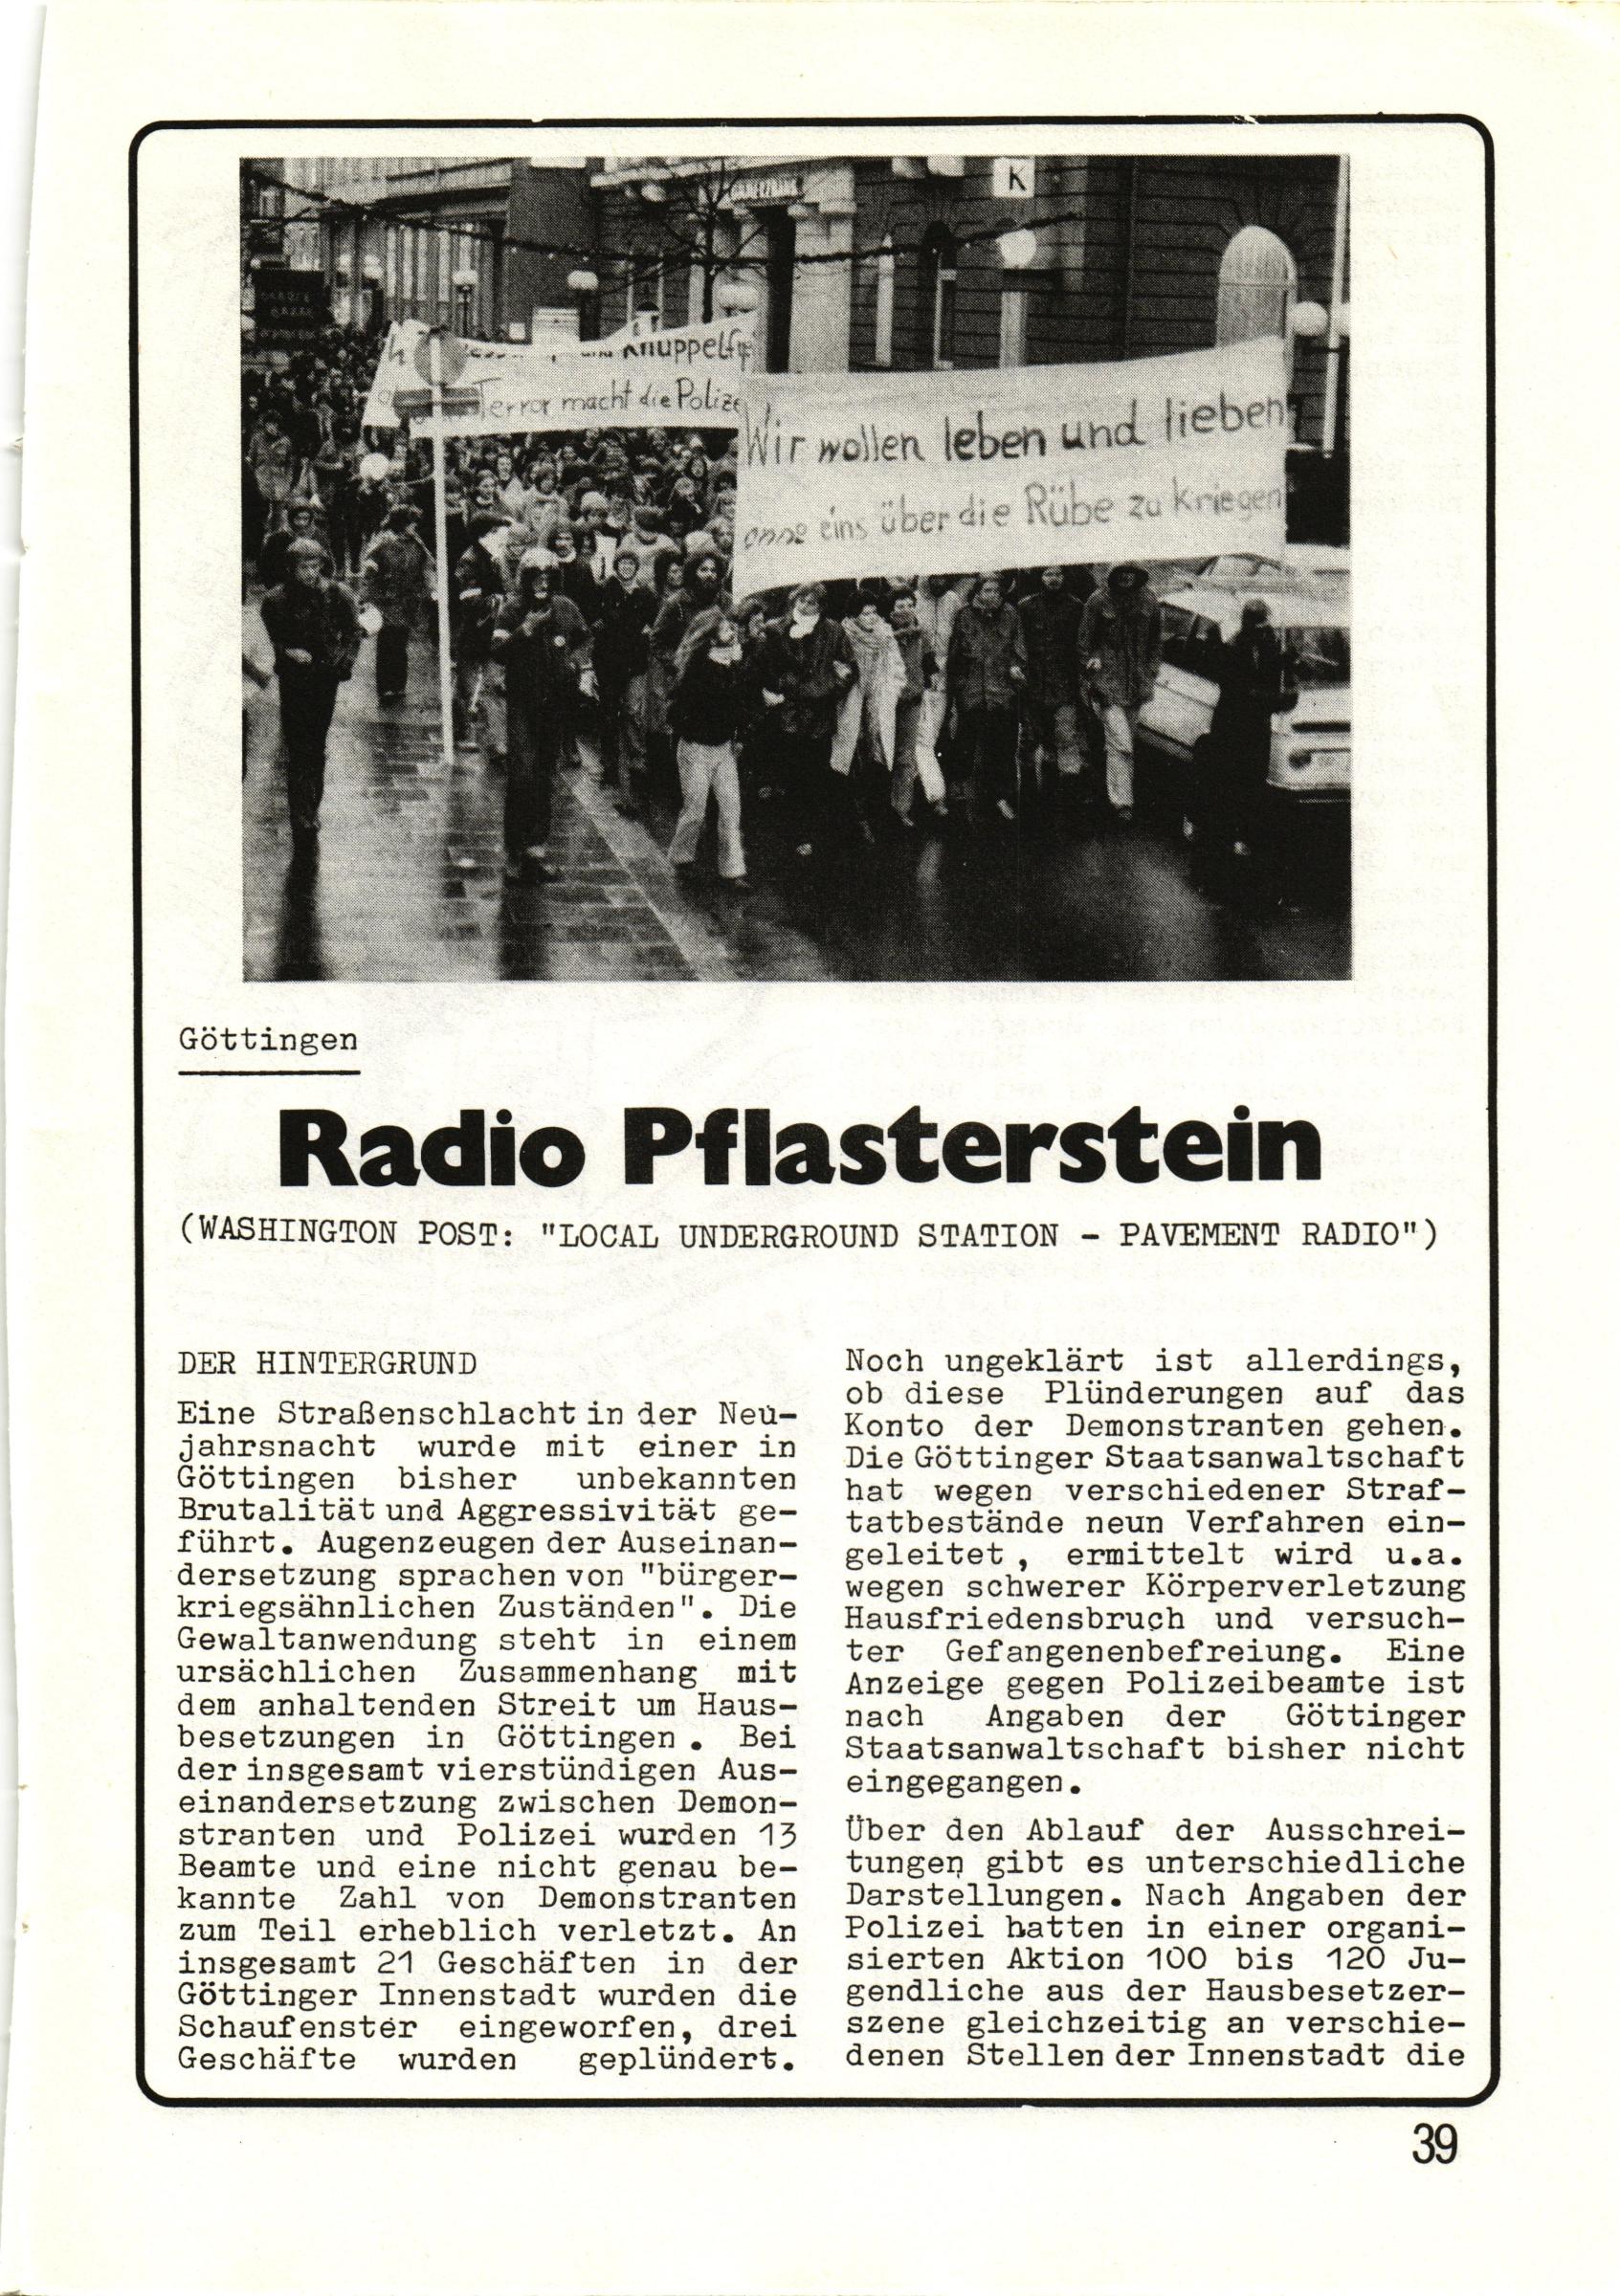 K
Knüppel
Terror macht die Polize
Wir wollen leben und lieben
ohne eins über die Rübe zu kriegen
Göttingen
Radio Pflasterstein
(WASHINGTON POST: "LOCAL UNDERGROUND STATION - PAVEMENT RADIO")
DER HINTERGRUND
Eine Straßenschlacht in der Neu-
jahrsnacht wurde mit einer in
Göttingen bisher unbekannten
Brutalität und Aggressivität ge-
führt. Augenzeugen der Auseinan-
dersetzung sprachen von "bürger-
kriegsähnlichen Zuständen". Die
Gewaltanwendung steht in einem
ursächlichen Zusammenhang mit
dem anhaltenden Streit um Haus-
besetzungen in Göttingen. Bei
der insgesamt vierstündigen Aus-
einandersetzung zwischen Demon-
stranten und Polizei wurden 13
Beamte und eine nicht genau be-
kannte Zahl von Demonstranten
zum Teil erheblich verletzt. An
insgesamt 21 Geschäften in der
Göttinger Innenstadt wurden die
Schaufenster eingeworfen, drei
Geschäfte wurden geplündert.
Noch ungeklärt ist allerdings,
ob diese Plünderungen auf das
Konto der Demonstranten gehen.
Die Göttinger Staatsanwaltschaft
hat wegen verschiedener Straf-
tatbestände neun Verfahren ein-
geleitet, ermittelt wird u.a.
wegen schwerer Körperverletzung
Hausfriedensbruch und versuch-
ter Gefangenenbefreiung. Eine
Anzeige gegen Polizeibeamte ist
nach Angaben der Göttinger
Staatsanwaltschaft bisher nicht
eingegangen.
Über den Ablauf der Ausschrei-
tungen gibt es unterschiedliche
Darstellungen. Nach Angaben der
Polizei hatten in einer organi-
sierten Aktion 100 bis 120 Ju-
gendliche aus der Hausbesetzer-
szene gleichzeitig an verschie-
denen Stellen der Innenstadt die
39